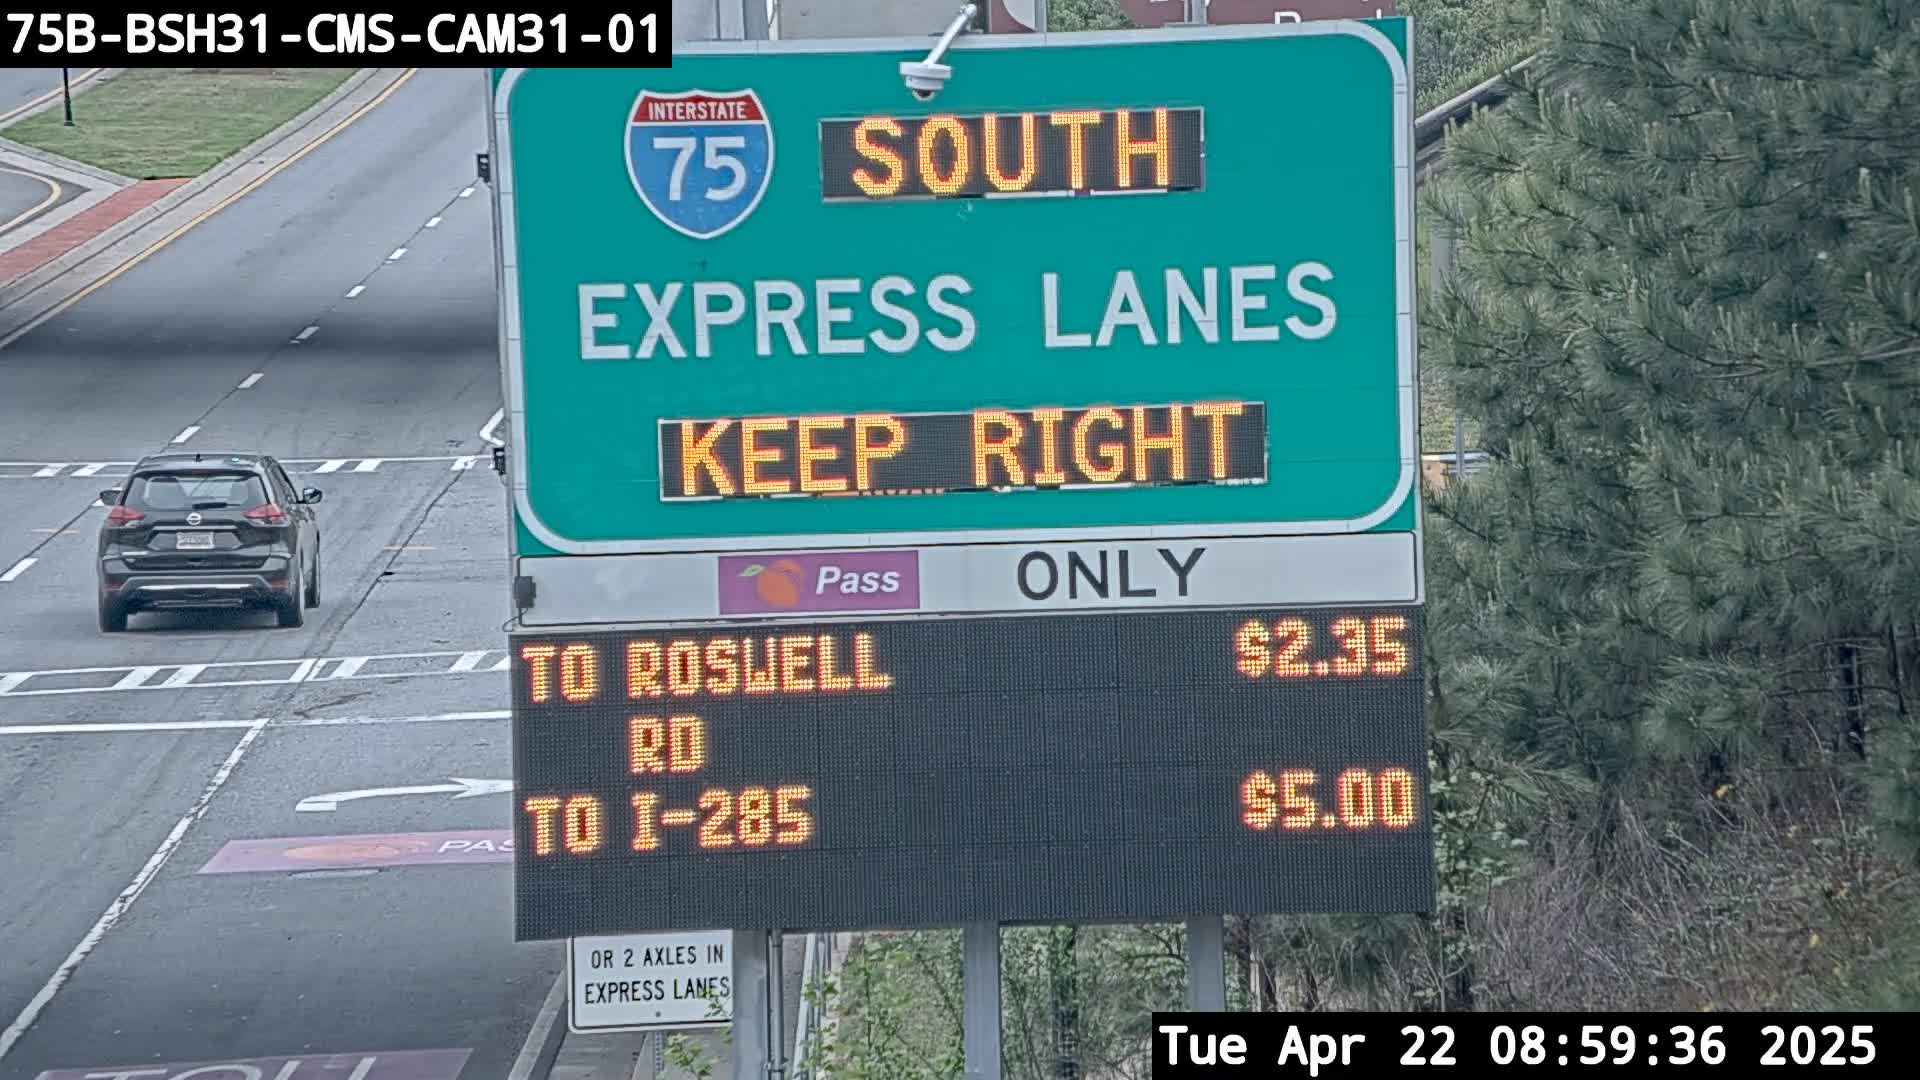 75B-BSH31-CMS-CAM31-01
INTERSTATE
75
SOUTH
EXPRESS LANES
KEEP RIGHT
Pass ONLY
TO ROSWELL $2.35
RD
TO I-285 $5.00
OR 2 AXLES IN
EXPRESS LANES
TOLL
Tue Apr 22 08:59:36 2025